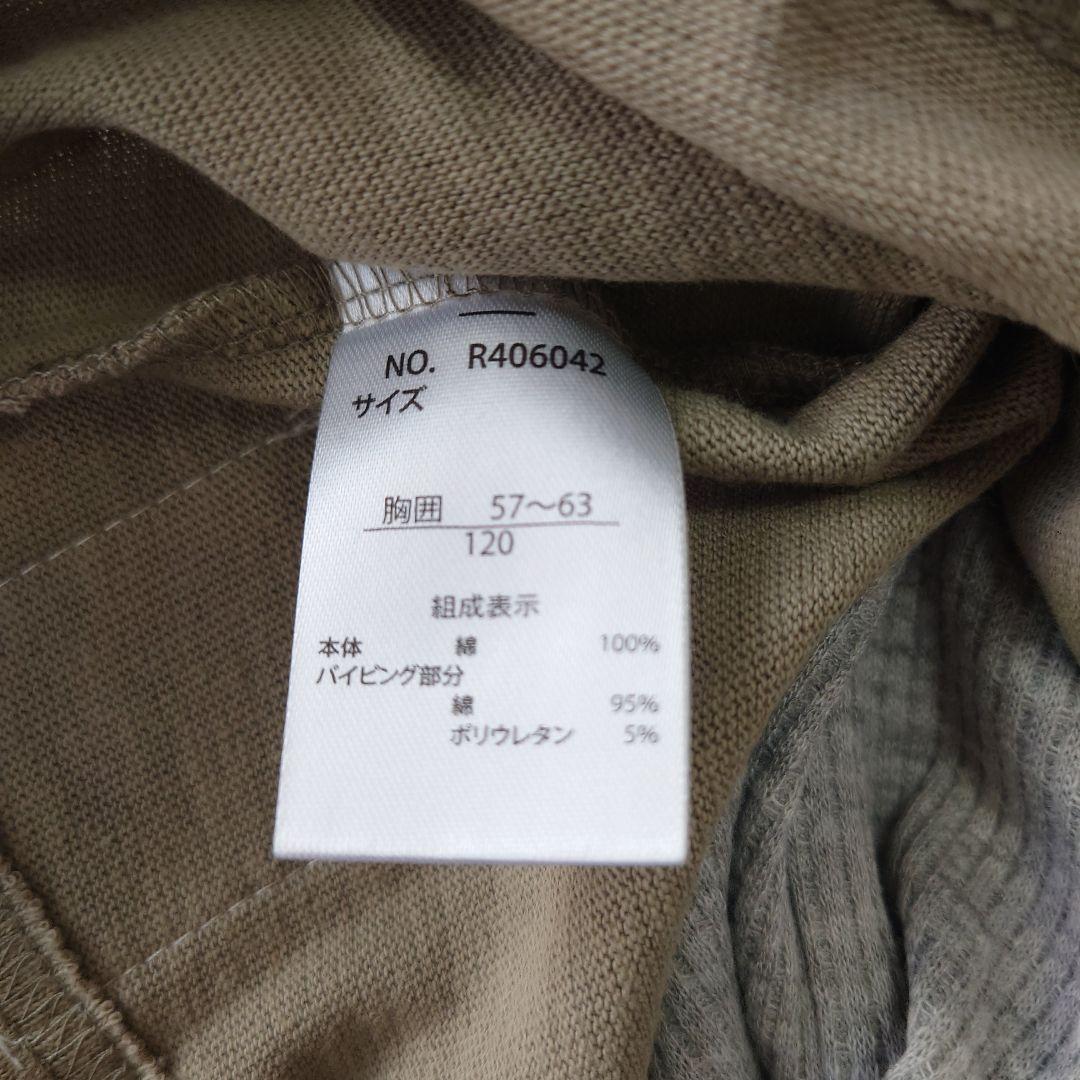 NO. R406042
サイズ
胸囲 57〜63
120
組成表示
本体 綿 100%
パイピング部分
綿 95%
ポリウレタン 5%